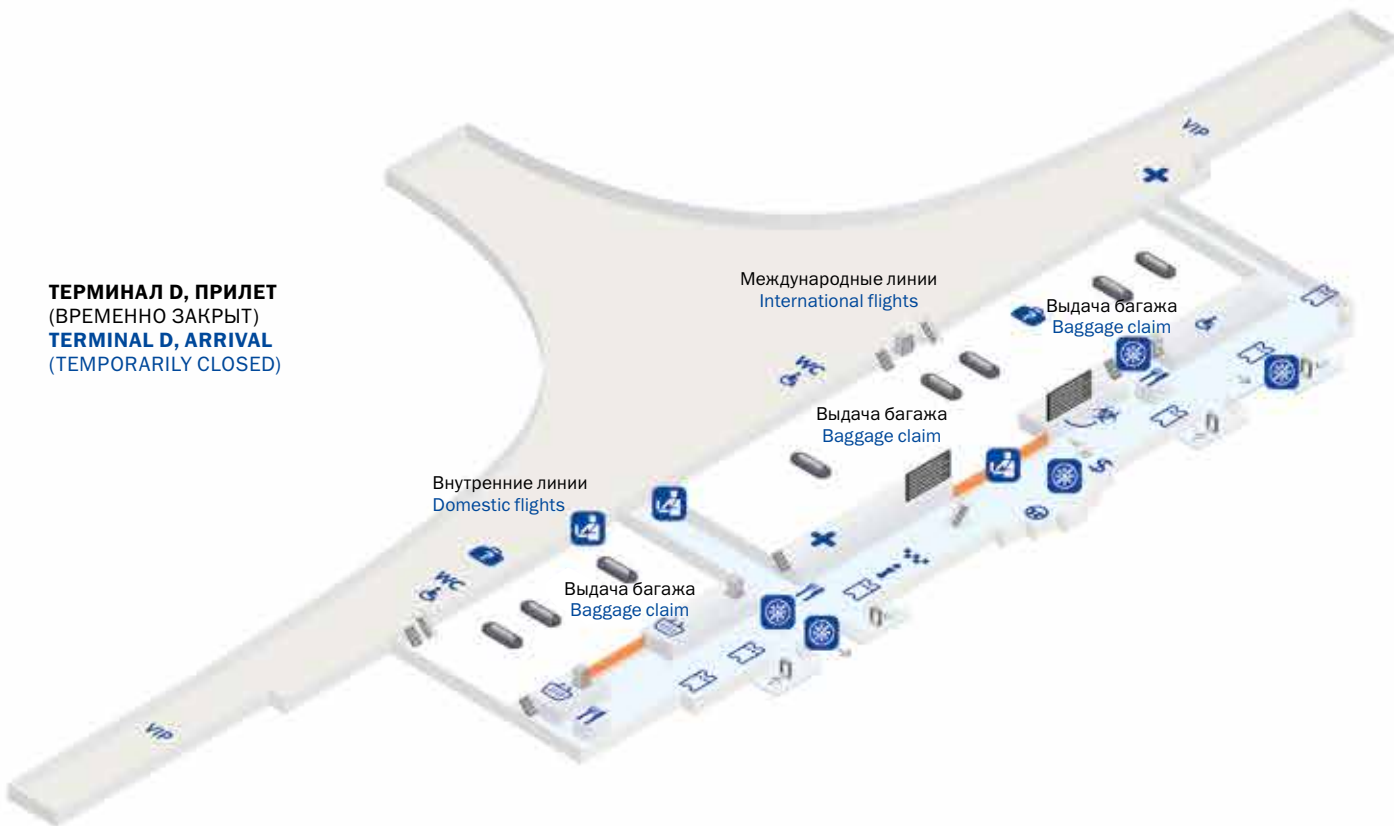 ТЕРМИНАЛ D, ПРИЛЕТ
(ВРЕМЕННО ЗАКРЫТ)
TERMINAL D, ARRIVAL
(TEMPORARILY CLOSED)
VIP
Международные линии
International flights
Выдача багажа
Baggage claim
WC
Выдача багажа
Baggage claim
Внутренние линии
Domestic flights
WC
Выдача багажа
Baggage claim
VIP